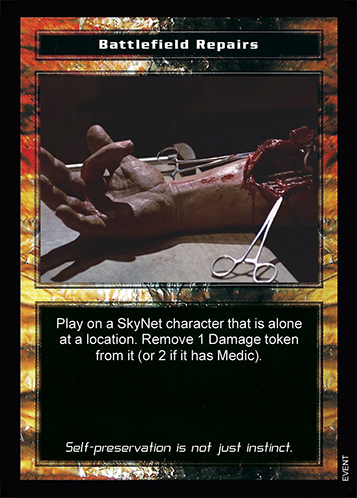 Battlefield Repairs
Play on a SkyNet character that is alone
at a location. Remove 1 Damage token
from it (or 2 if it has Medic).
Self-preservation is not just instinct.
EVENT